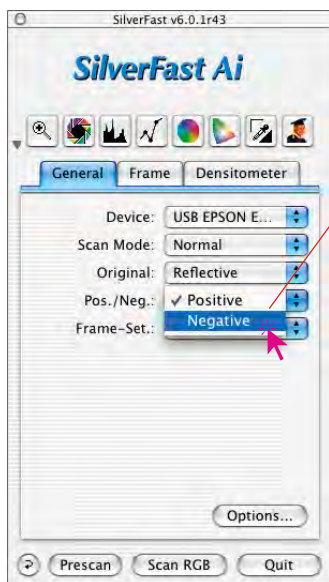 SilverFast v6.0.1r43
SilverFast Ai
General Frame Densitometer
Device: USB EPSON E...
Scan Mode: Normal
Original: Reflective
Pos./Neg.: ✓ Positive
Negative
Frame-Set.:
Options...
Prescan Scan RGB Quit